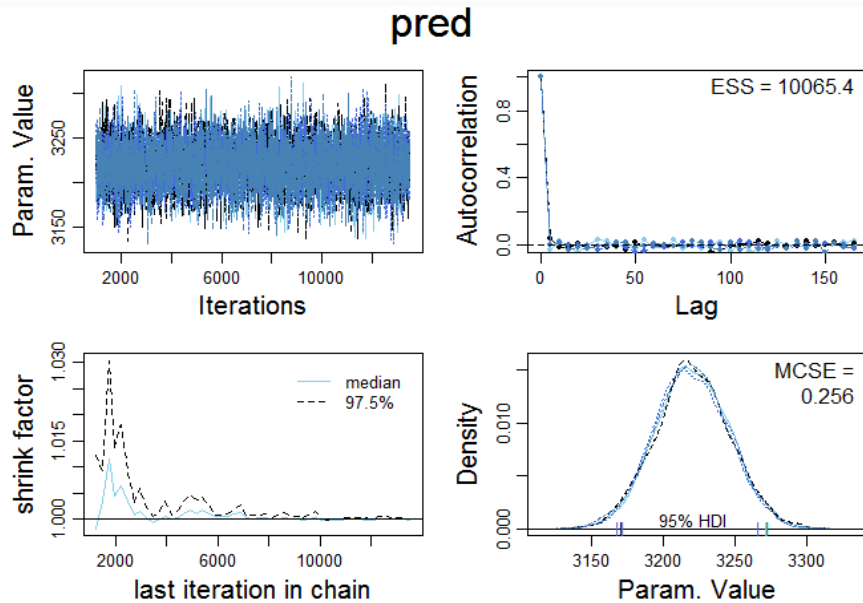 pred
Param. Value
3250
3150
2000
6000
10000
Iterations
Autocorrelation
0.8
0.4
0.0
ESS = 10065.4
0
50
100
150
Lag
shrink factor
1.030
1.015
1.000
median
97.5%
2000
6000
10000
last iteration in chain
Density
0.010
0.000
MCSE =
0.256
95% HDI
3150
3200
3250
3300
Param. Value